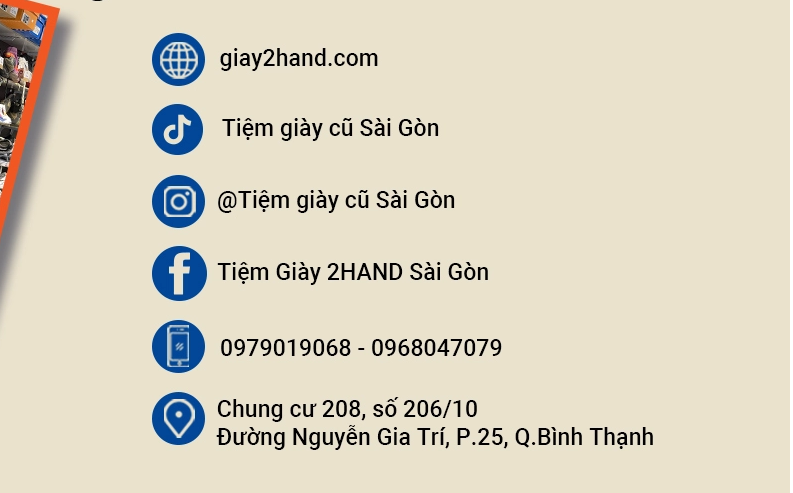 giay2hand.com
Tiệm giày cũ Sài Gòn
@Tiệm giày cũ Sài Gòn
Tiệm Giày 2HAND Sài Gòn
0979019068 - 0968047079
Chung cư 208, số 206/10
Đường Nguyễn Gia Trí, P.25, Q.Bình Thạnh